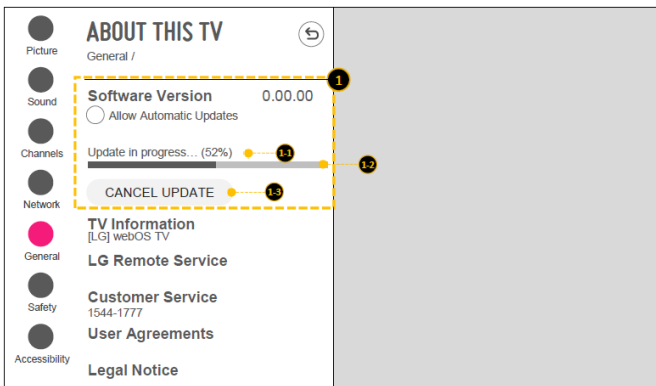 Picture
Sound
Channels
Network
General
Safety
Accessibility
ABOUT THIS TV
General /
1
Software Version 0.00.00
Allow Automatic Updates
Update in progress... (52%) 1-1
1-2
CANCEL UPDATE 1-3
TV Information
[LG] webOS TV
LG Remote Service
Customer Service
1544-1777
User Agreements
Legal Notice